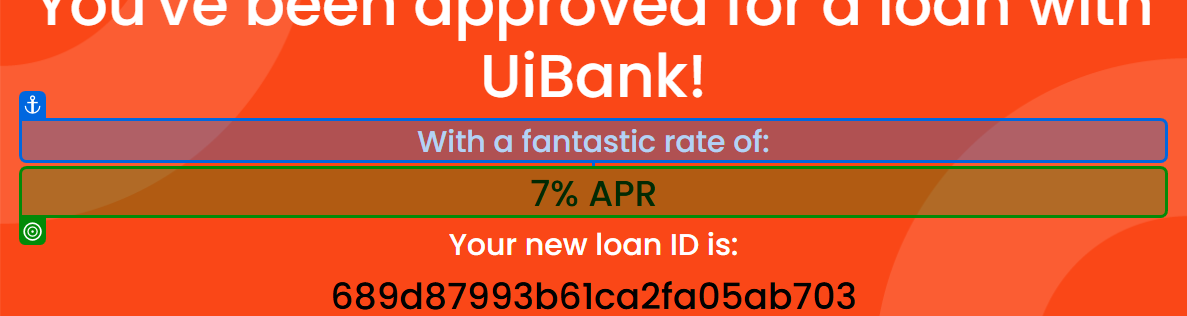 You've been approved for a loan with
UiBank!
With a fantastic rate of:
7% APR
Your new loan ID is:
689d87993b61ca2fa05ab703